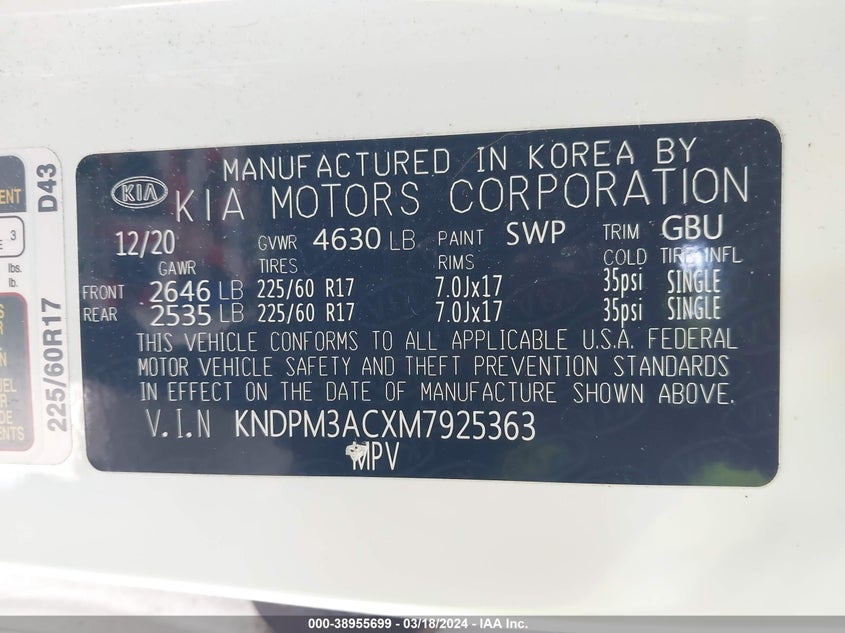 MANUFACTURED IN KOREA BY
KIA
KIA MOTORS CORPORATION
12/20 GVWR 4630 LB PAINT SWP TRIM GBU
GAWR TIRES RIMS COLD TIRE INFL
FRONT 2646 LB 225/60 R17 7.0Jx17 35psi SINGLE
REAR 2535 LB 225/60 R17 7.0Jx17 35psi SINGLE
THIS VEHICLE CONFORMS TO ALL APPLICABLE U.S.A. FEDERAL
MOTOR VEHICLE SAFETY AND THEFT PREVENTION STANDARDS
IN EFFECT ON THE DATE OF MANUFACTURE SHOWN ABOVE.
V.I.N KNDPM3ACXM7925363
MPV
D43
225/60R17
3
lbs.
lb.
000-38955699 - 03/18/2024 - IAA Inc.